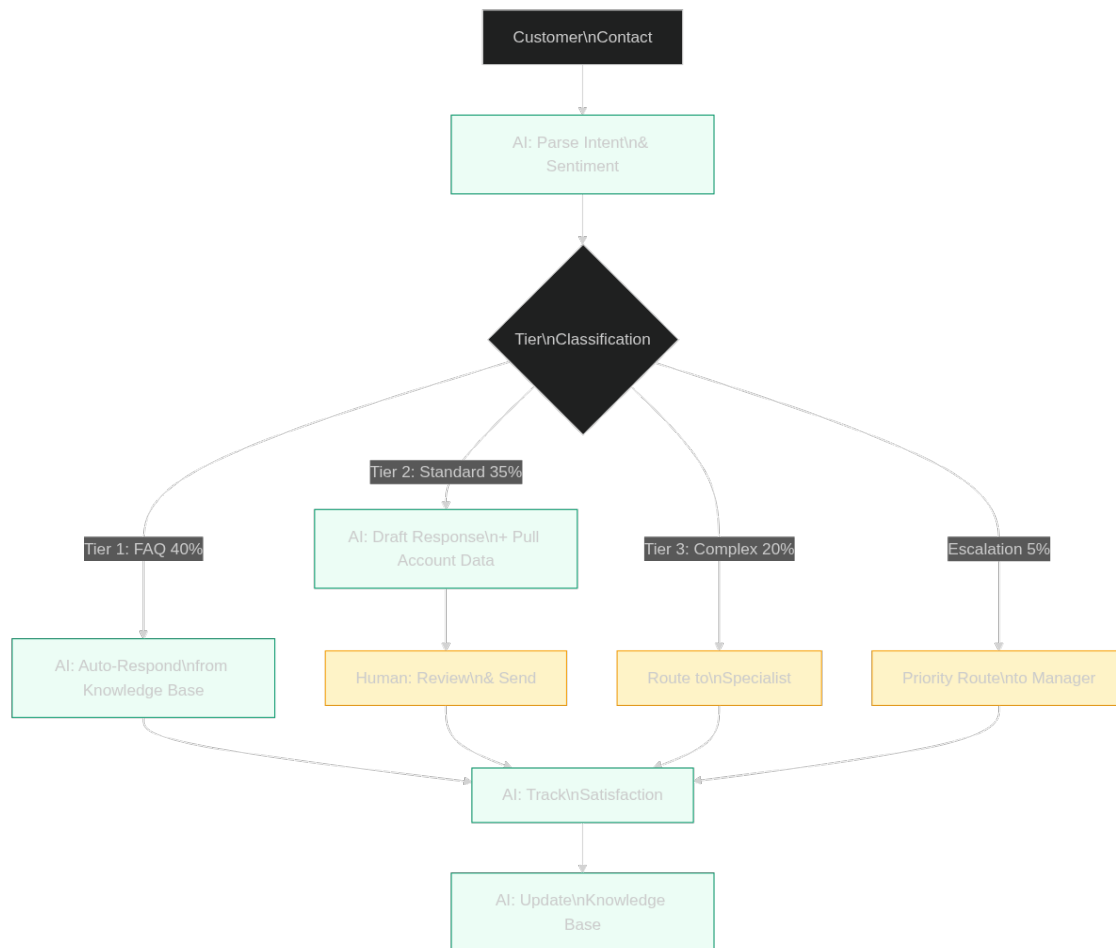 Customer\nContact
AI: Parse Intent\n&
Sentiment
Tier\nClassification
Tier 2: Standard 35%
AI: Draft Response\n+ Pull
Account Data
Tier 1: FAQ 40%
Tier 3: Complex 20%
Escalation 5%
AI: Auto-Respond\nfrom
Knowledge Base
Human: Review\n& Send
Route to\nSpecialist
Priority Route\nto Manager
AI: Track\nSatisfaction
AI: Update\nKnowledge
Base